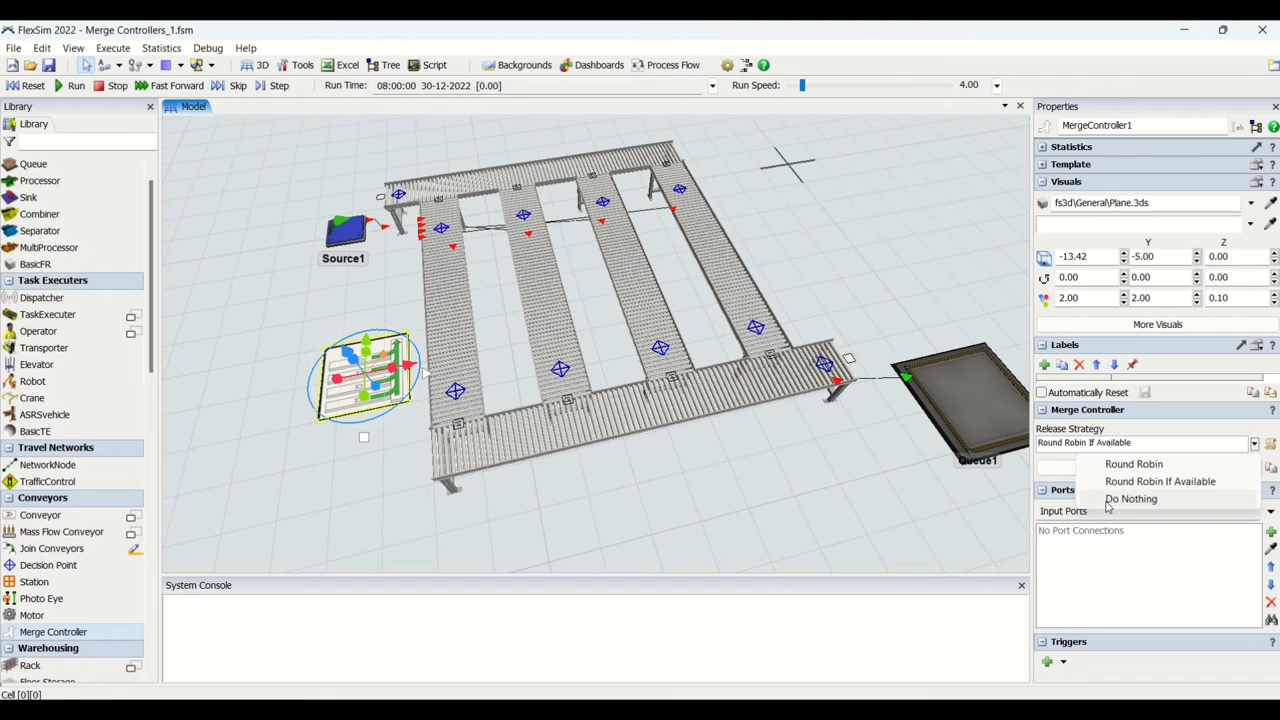 FlexSim 2022 - Merge Controllers_1.fsm
File Edit View Execute Statistics Debug Help
3D Tools Excel Tree Script Backgrounds Dashboards Process Flow
Reset Run Stop Fast Forward Skip Step Run Time: 08:00:00 30-12-2022 [0.00] Run Speed: 4.00
Library
Library
Queue
Processor
Sink
Combiner
Separator
MultiProcessor
BasicFR
Task Executers
Dispatcher
TaskExecuter
Operator
Transporter
Elevator
Robot
Crane
ASRSvehicle
BasicTE
Travel Networks
NetworkNode
TrafficControl
Conveyors
Conveyor
Mass Flow Conveyor
Join Conveyors
Decision Point
Station
Photo Eye
Motor
Merge Controller
Warehousing
Rack
Cell [0][0]
Model
Source1
Queue1
System Console
Properties
MergeController1
Statistics
Template
Visuals
fs3d\General\Plane.3ds
Y Z
-13.42 -5.00 0.00
0.00 0.00 0.00
2.00 2.00 0.10
More Visuals
Labels
Automatically Reset
Merge Controller
Release Strategy
Round Robin If Available
Round Robin
Round Robin If Available
Do Nothing
Ports
Input Ports
No Port Connections
Triggers